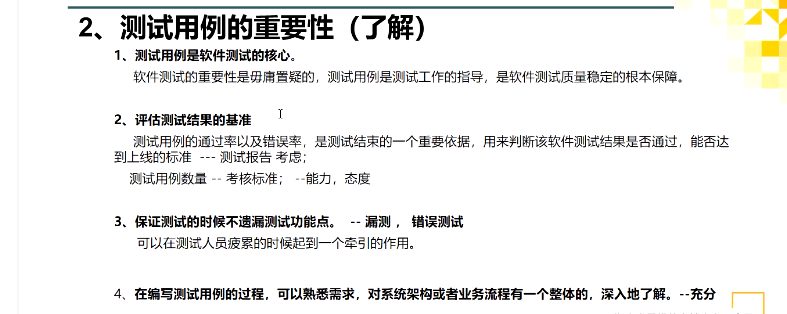 2、测试用例的重要性（了解）
1、测试用例是软件测试的核心。
软件测试的重要性是毋庸置疑的，测试用例是测试工作的指导，是软件测试质量稳定的根本保障。
2、评估测试结果的基准
测试用例的通过率以及错误率，是测试结束的一个重要依据，用来判断该软件测试结果是否通过，能否达
到上线的标准 --- 测试报告 考虑；
测试用例数量 -- 考核标准； --能力，态度
3、保证测试的时候不遗漏测试功能点。 -- 漏测 ， 错误测试
可以在测试人员疲累的时候起到一个牵引的作用。
4、在编写测试用例的过程，可以熟悉需求，对系统架构或者业务流程有一个整体的，深入地了解。--充分